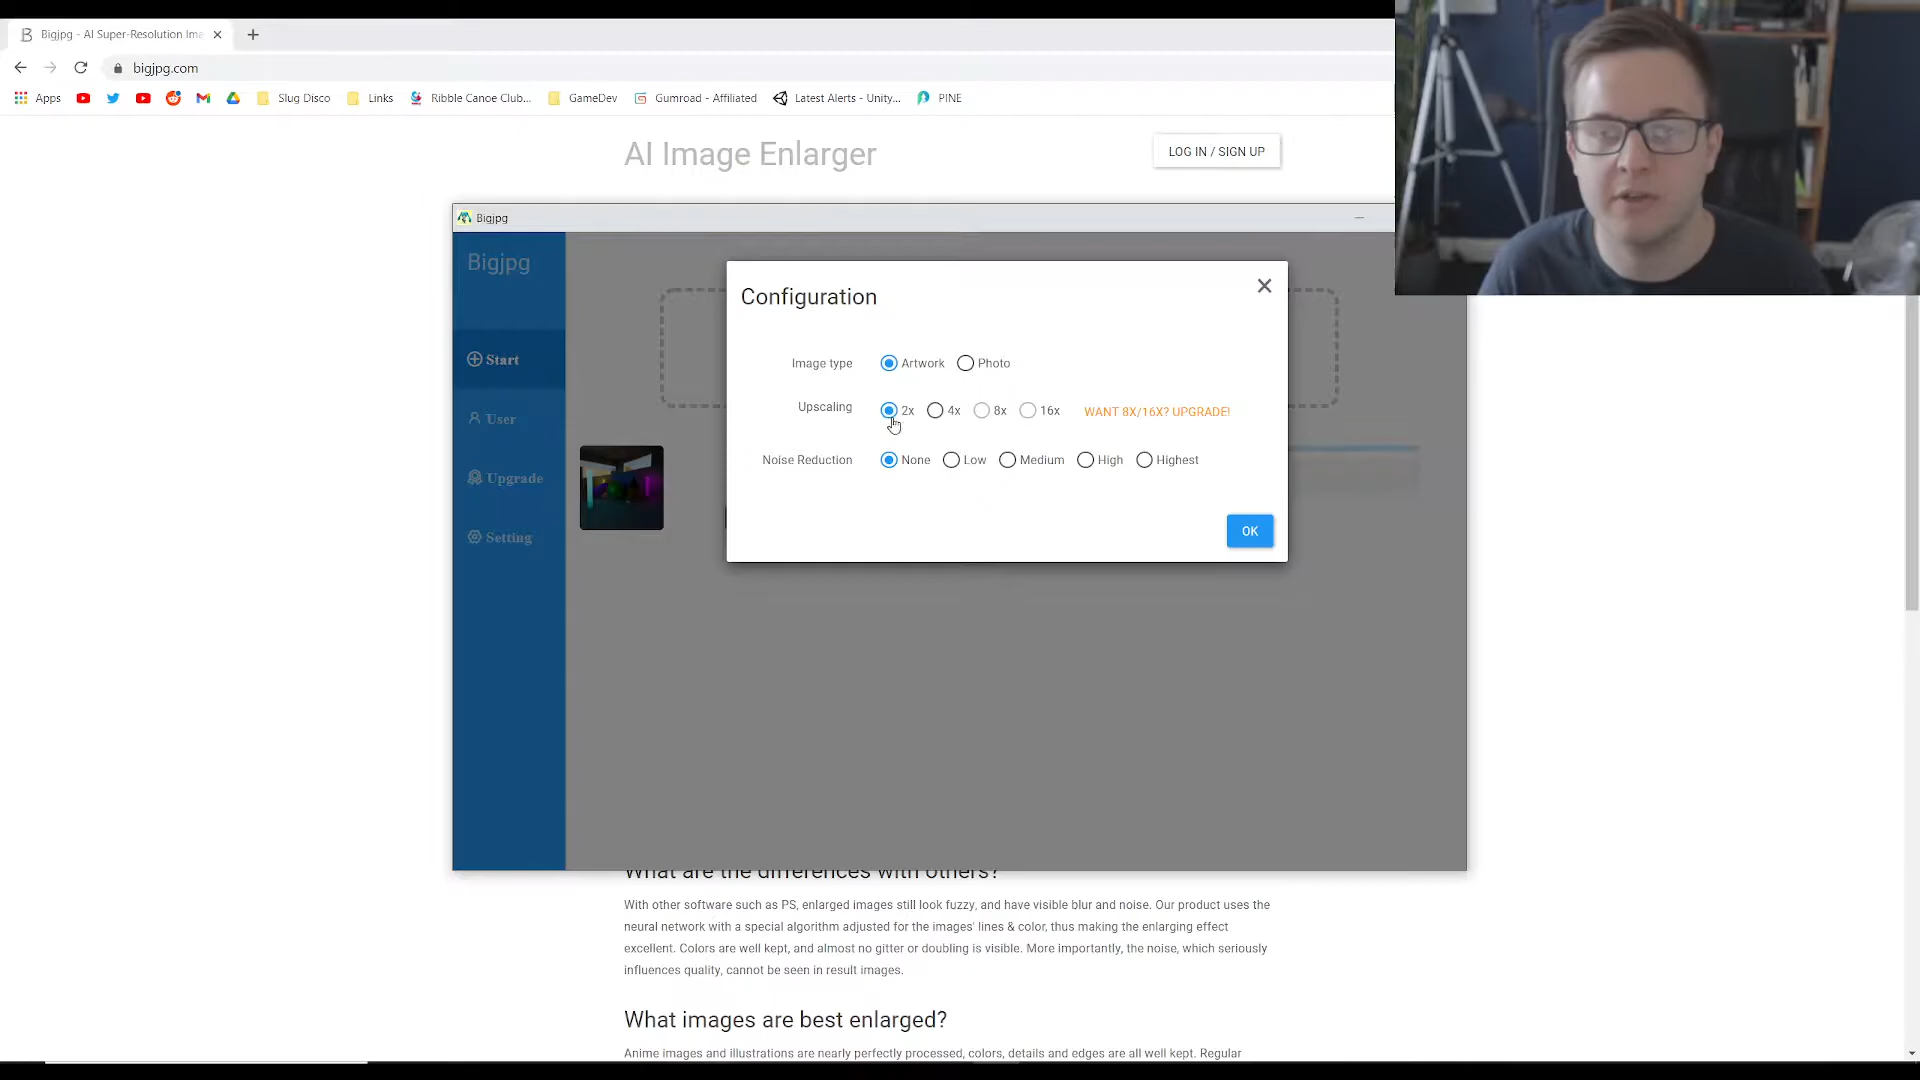 Bigjpg - AI Super-Resolution Ima
bigjpg.com
Apps
Slug Disco
Links
Ribble Canoe Club...
GameDev
Gumroad - Affiliated
Latest Alerts - Unity...
PINE
AI Image Enlarger
LOG IN / SIGN UP
Bigjpg
Bigjpg
Start
User
Upgrade
Setting
Configuration
Image type
Artwork
Photo
Upscaling
2x
4x
8x
16x
WANT 8X/16X? UPGRADE!
Noise Reduction
None
Low
Medium
High
Highest
OK
What are the differences with others?
With other software such as PS, enlarged images still look fuzzy, and have visible blur and noise. Our product uses the
neural network with a special algorithm adjusted for the images' lines & color, thus making the enlarging effect
excellent. Colors are well kept, and almost no gitter or doubling is visible. More importantly, the noise, which seriously
influences quality, cannot be seen in result images.
What images are best enlarged?
Anime images and illustrations are nearly perfectly processed, colors, details and edges are all well kept. Regular